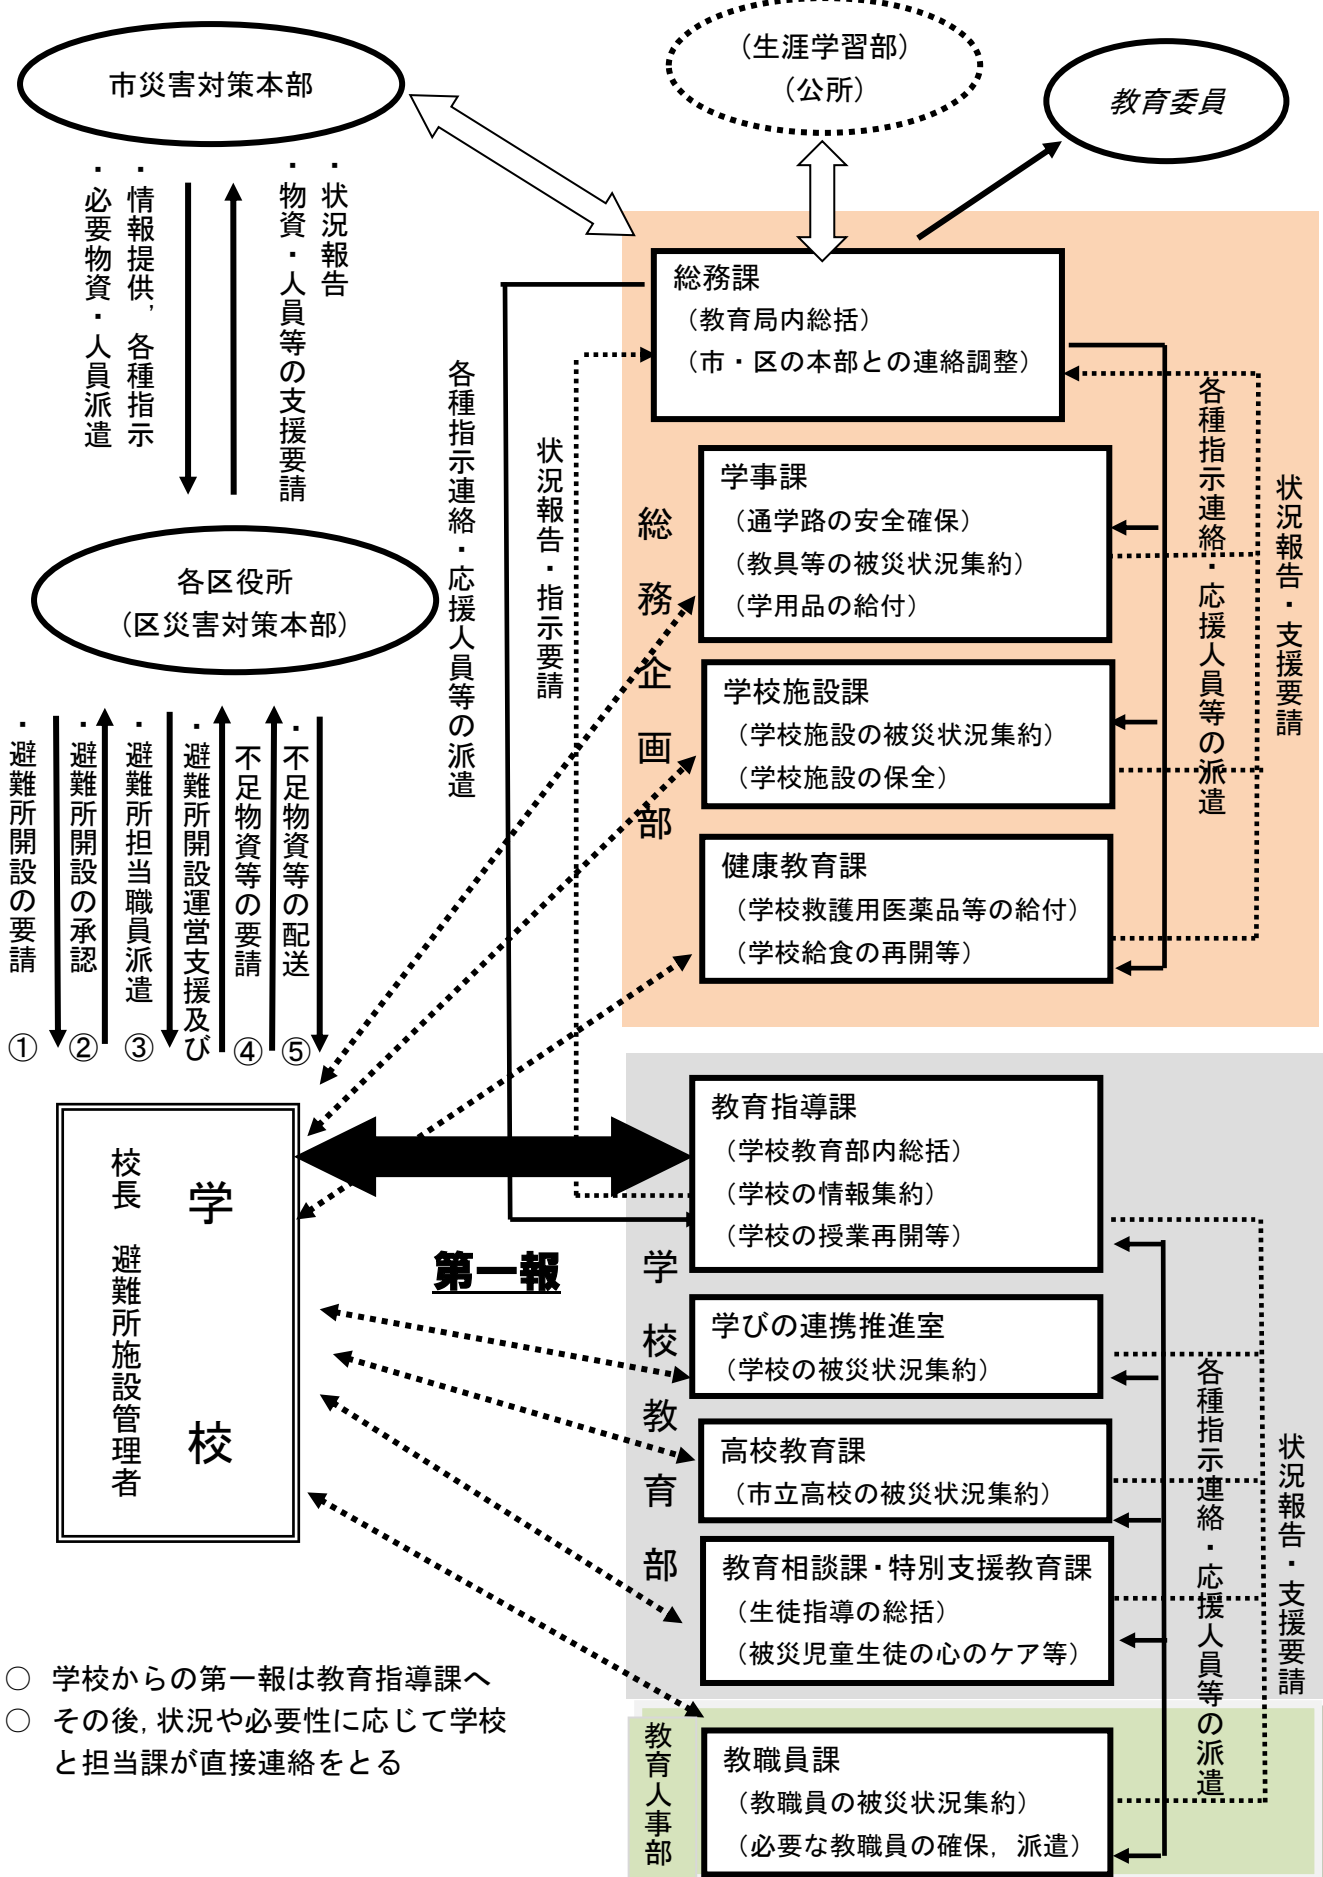 市災害対策本部
（生涯学習部）
（公所）
教育委員
・情報提供，各種指示
・必要物資・人員派遣
・状況報告
・物資・人員等の支援要請
各区役所
（区災害対策本部）
・避難所開設の要請
①
・避難所開設の承認
②
・避難所担当職員派遣
③
・避難所開設運営支援及び
不足物資等の要請
④
・不足物資等の配送
⑤
学校
校長　避難所施設管理者
各種指示連絡・応援人員等の派遣
状況報告・指示要請
第一報
総務企画部
総務課
（教育局内総括）
（市・区の本部との連絡調整）
学事課
（通学路の安全確保）
（教具等の被災状況集約）
（学用品の給付）
学校施設課
（学校施設の被災状況集約）
（学校施設の保全）
健康教育課
（学校救護用医薬品等の給付）
（学校給食の再開等）
各種指示連絡・応援人員等の派遣
状況報告・支援要請
学校教育部
教育指導課
（学校教育部内総括）
（学校の情報集約）
（学校の授業再開等）
学びの連携推進室
（学校の被災状況集約）
高校教育課
（市立高校の被災状況集約）
教育相談課・特別支援教育課
（生徒指導の総括）
（被災児童生徒の心のケア等）
各種指示連絡・応援人員等の派遣
状況報告・支援要請
教育人事部
教職員課
（教職員の被災状況集約）
（必要な教職員の確保，派遣）
○　学校からの第一報は教育指導課へ
○　その後，状況や必要性に応じて学校
と担当課が直接連絡をとる